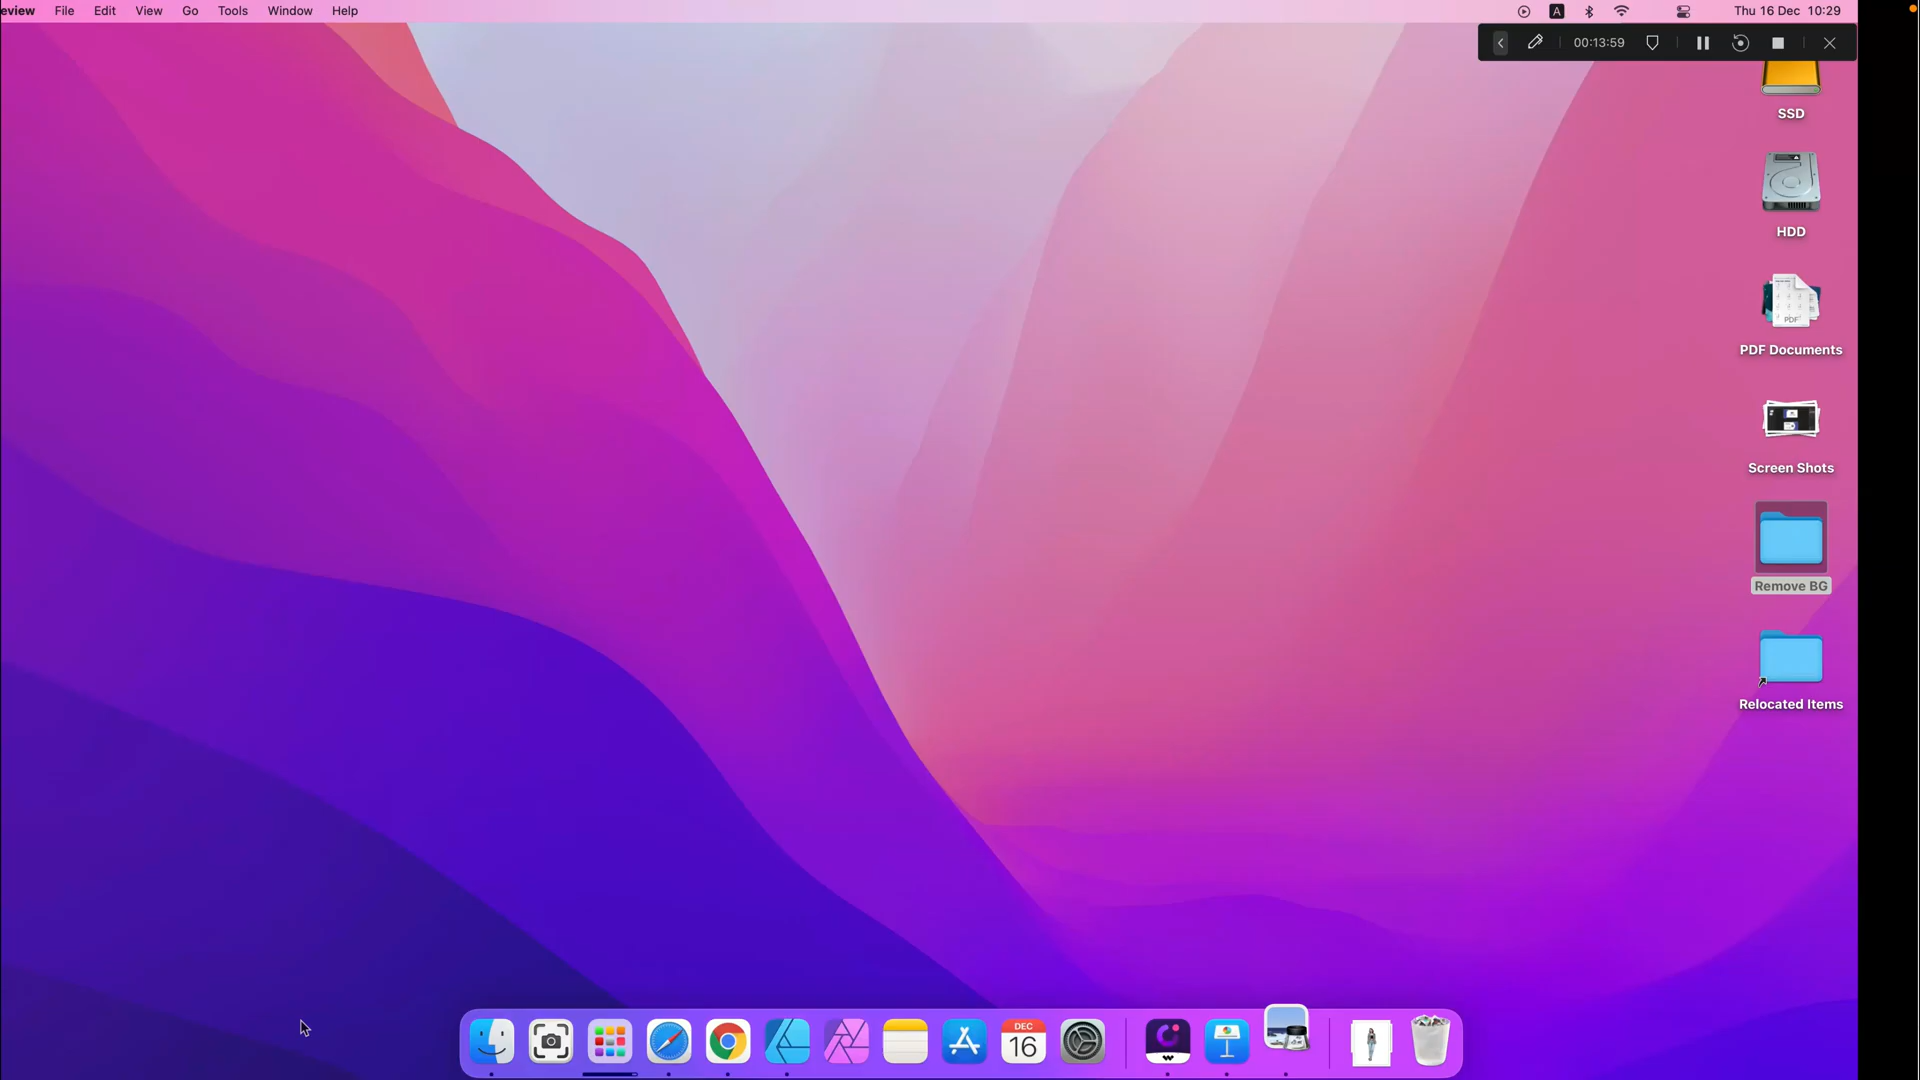 eview File Edit View Go Tools Window Help
A
Thu 16 Dec 10:29
00:13:59
SSD
HDD
PDF
PDF Documents
Screen Shots
Remove BG
Relocated Items
DEC
16